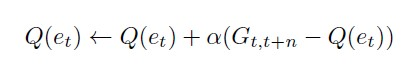 Q(e_t) ← Q(e_t) + α(G_{t,t+n} − Q(e_t))